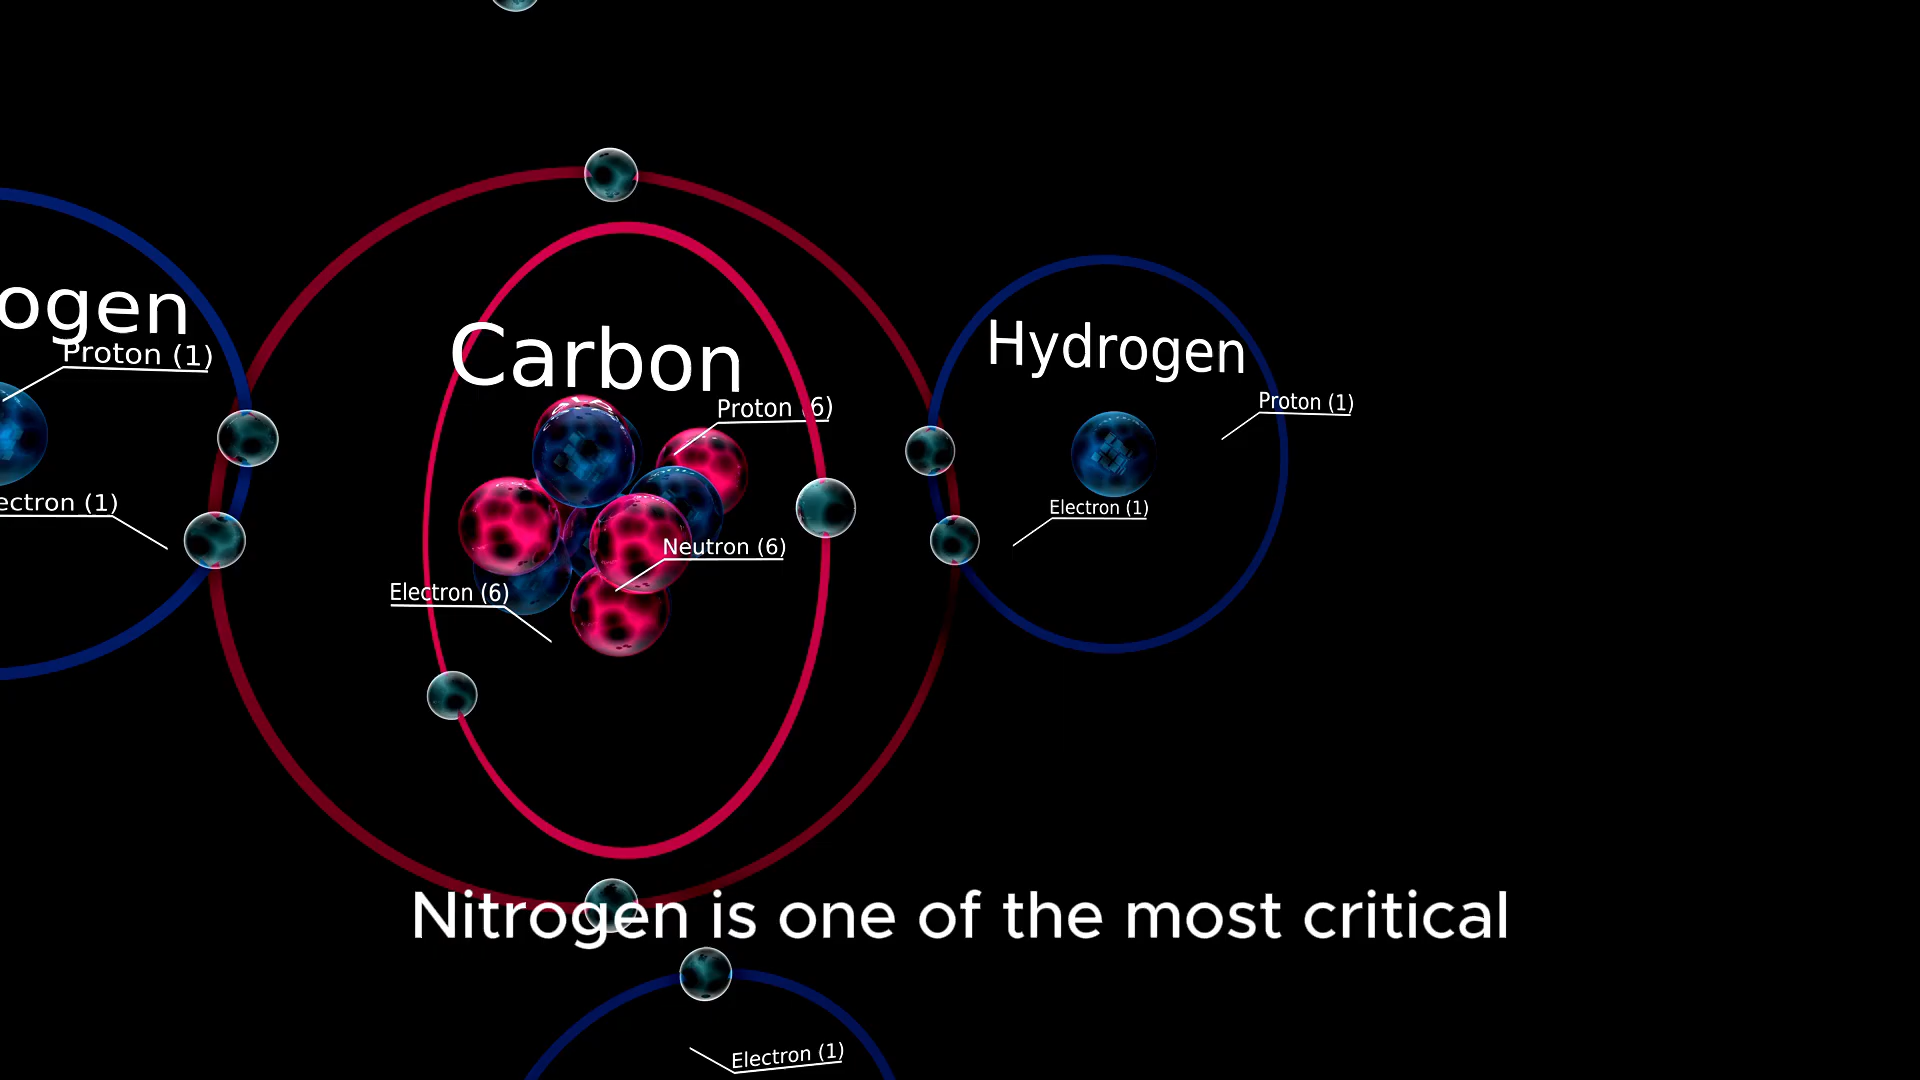 ogen
Proton (1)
ectron (1)
Carbon
Proton (6)
Neutron (6)
Electron (6)
Hydrogen
Proton (1)
Electron (1)
Nitrogen is one of the most critical
Electron (1)